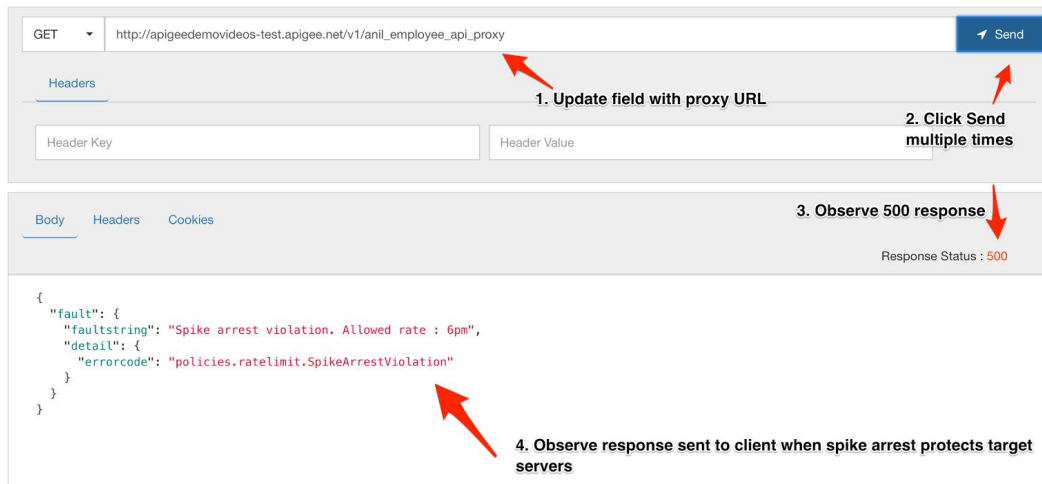 GET http://apigeedemovideos-test.apigee.net/v1/anil_employee_api_proxy Send
Headers
1. Update field with proxy URL
2. Click Send
multiple times
Header Key Header Value
Body Headers Cookies
3. Observe 500 response
Response Status : 500
{
"fault": {
"faultstring": "Spike arrest violation. Allowed rate : 6pm",
"detail": {
"errorcode": "policies.ratelimit.SpikeArrestViolation"
}
}
}
4. Observe response sent to client when spike arrest protects target
servers